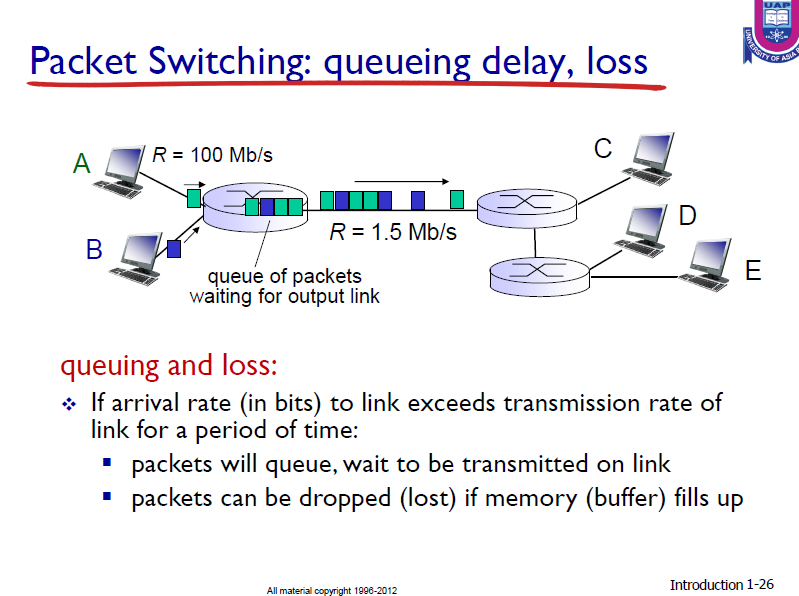 Packet Switching: queueing delay, loss
UAP
UNIVERSITY OF ASIA
A
R = 100 Mb/s
C
D
B
R = 1.5 Mb/s
E
queue of packets
waiting for output link
queuing and loss:
❖ If arrival rate (in bits) to link exceeds transmission rate of
link for a period of time:
▪ packets will queue, wait to be transmitted on link
▪ packets can be dropped (lost) if memory (buffer) fills up
All material copyright 1996-2012
Introduction 1-26